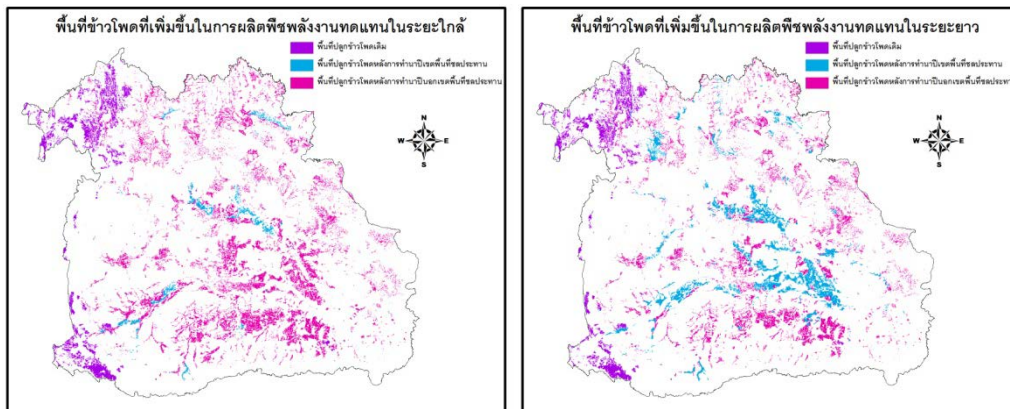 พื้นที่ข้าวโพดที่เพิ่มขึ้นในการผลิตพืชพลังงานทดแทนในระยะใกล้
พื้นที่ปลูกข้าวโพดเดิม
พื้นที่ปลูกข้าวโพดหลังการทำนาปีเขตพื้นที่ชลประทาน
พื้นที่ปลูกข้าวโพดหลังการทำนาปีนอกเขตพื้นที่ชลประทาน
N
W E
S
พื้นที่ข้าวโพดที่เพิ่มขึ้นในการผลิตพืชพลังงานทดแทนในระยะยาว
พื้นที่ปลูกข้าวโพดเดิม
พื้นที่ปลูกข้าวโพดหลังการทำนาปีเขตพื้นที่ชลประทาน
พื้นที่ปลูกข้าวโพดหลังการทำนาปีนอกเขตพื้นที่ชลประทาน
N
W E
S